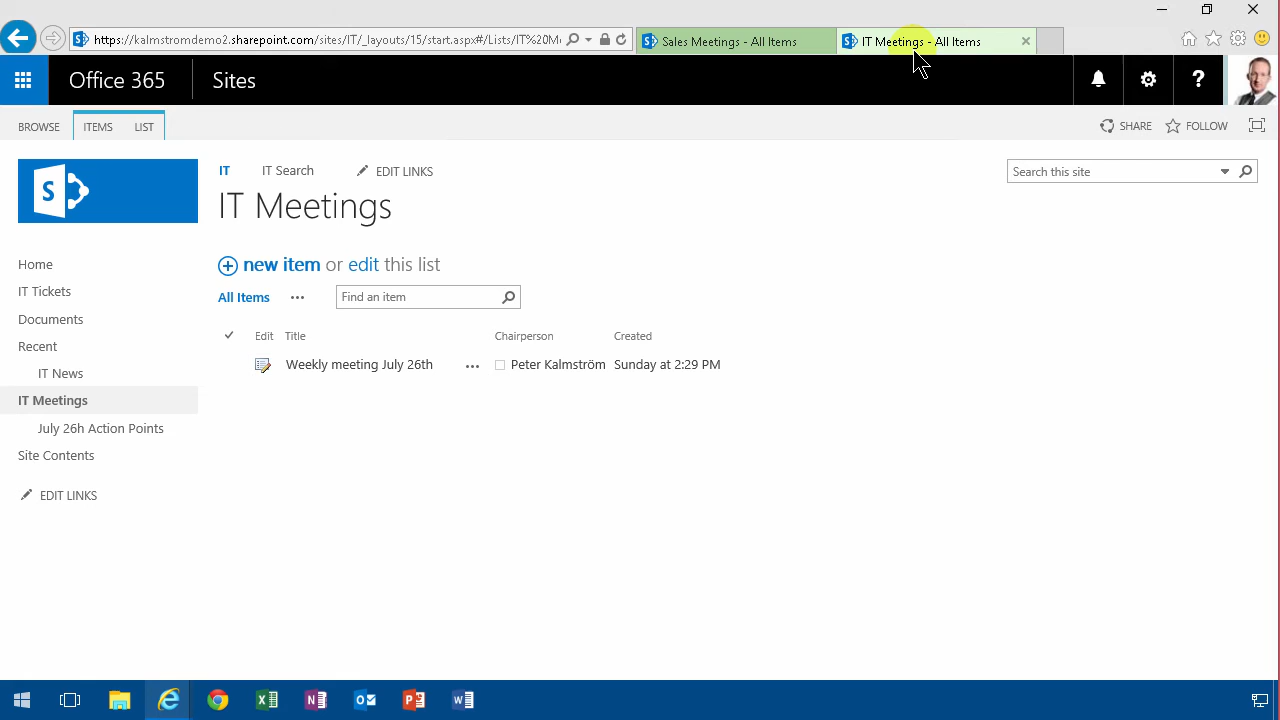 https://kalmstromdemo2.sharepoint.com/sites/IT/_layouts/15/start.aspx#/Lists/IT%20M
Sales Meetings - All Items
IT Meetings - All Items
Office 365
Sites
BROWSE
ITEMS
LIST
SHARE
FOLLOW
IT
IT Search
EDIT LINKS
Search this site
IT Meetings
Home
IT Tickets
Documents
Recent
IT News
IT Meetings
July 26h Action Points
Site Contents
EDIT LINKS
new item or edit this list
All Items
Find an item
Edit Title Chairperson Created
Weekly meeting July 26th Peter Kalmström Sunday at 2:29 PM